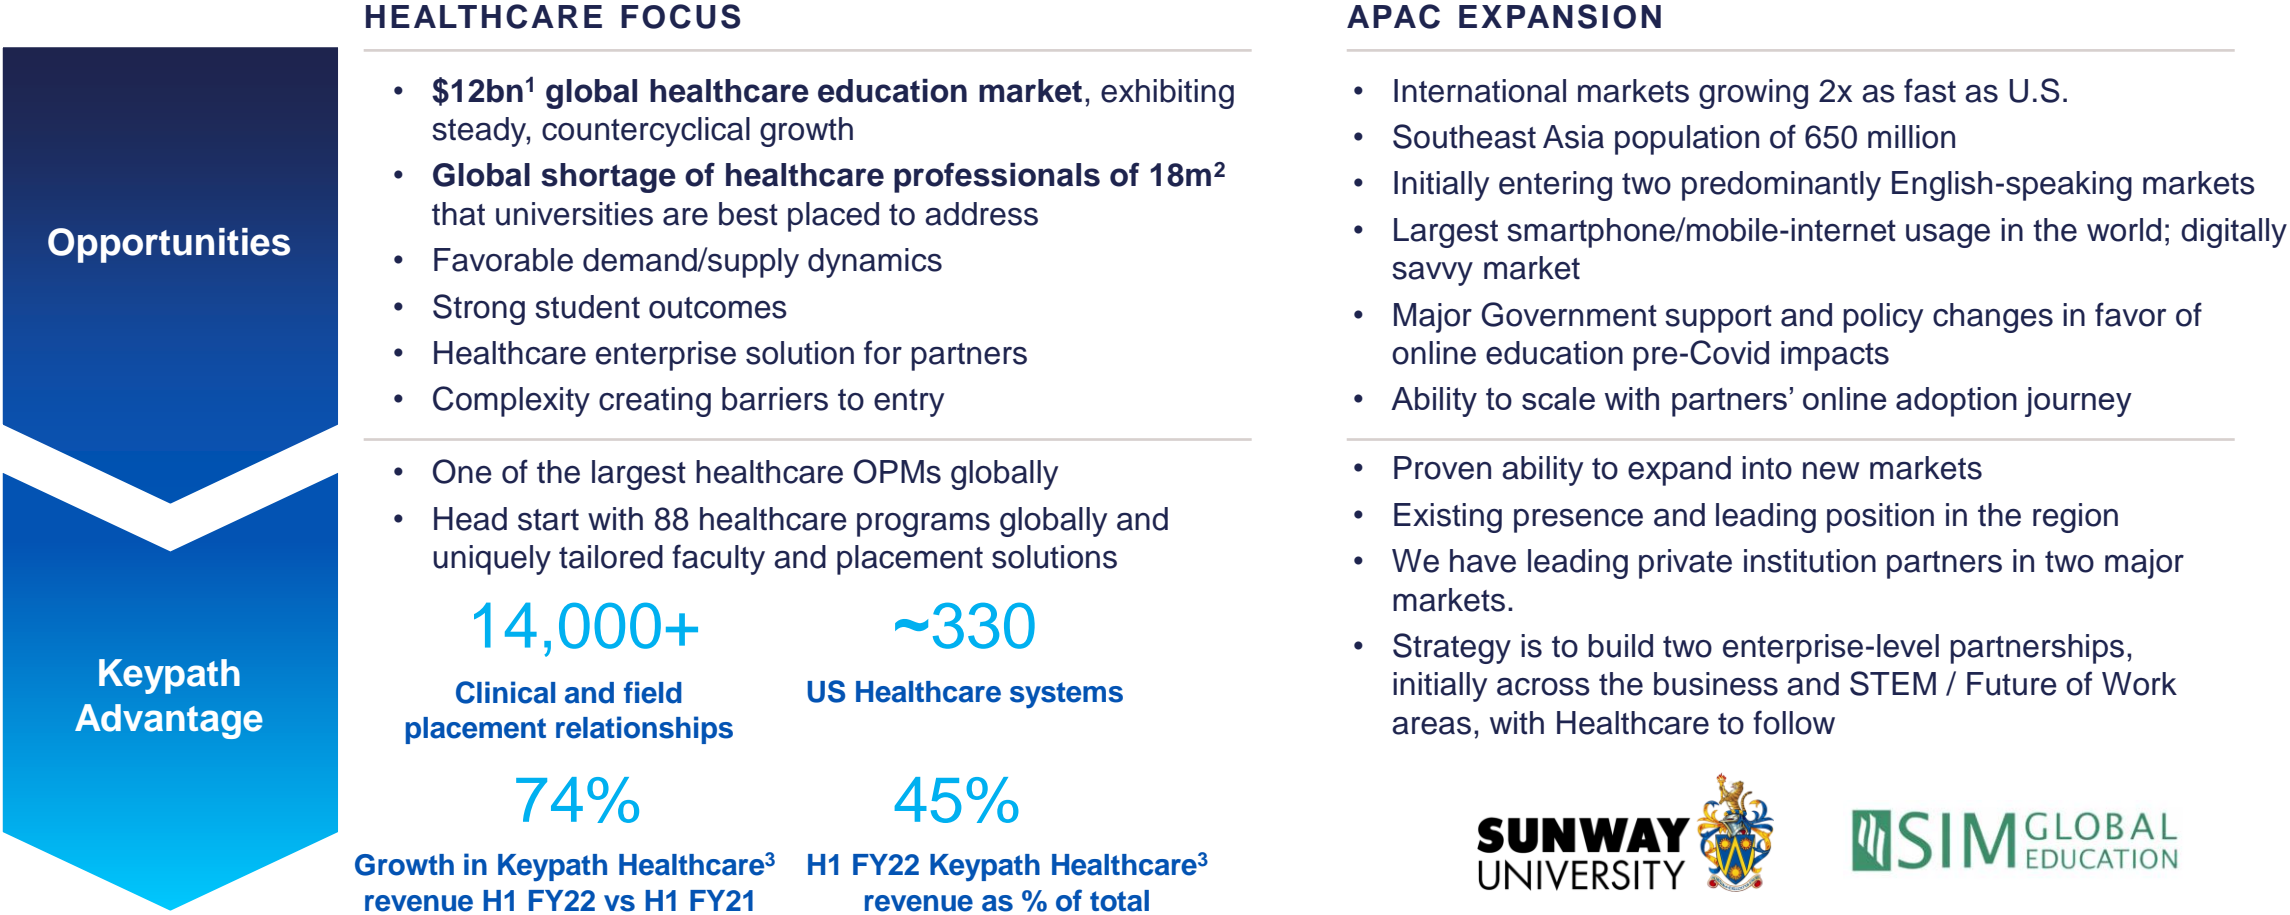 HEALTHCARE FOCUS
• $12bn¹ global healthcare education market, exhibiting
steady, countercyclical growth
• Global shortage of healthcare professionals of 18m²
that universities are best placed to address
• Favorable demand/supply dynamics
• Strong student outcomes
• Healthcare enterprise solution for partners
• Complexity creating barriers to entry
APAC EXPANSION
• International markets growing 2x as fast as U.S.
• Southeast Asia population of 650 million
• Initially entering two predominantly English-speaking markets
• Largest smartphone/mobile-internet usage in the world; digitally
savvy market
• Major Government support and policy changes in favor of
online education pre-Covid impacts
• Ability to scale with partners’ online adoption journey
Opportunities
Keypath
Advantage
• One of the largest healthcare OPMs globally
• Head start with 88 healthcare programs globally and
uniquely tailored faculty and placement solutions
14,000+
Clinical and field
placement relationships
~330
US Healthcare systems
74%
Growth in Keypath Healthcare³
revenue H1 FY22 vs H1 FY21
45%
H1 FY22 Keypath Healthcare³
revenue as % of total
• Proven ability to expand into new markets
• Existing presence and leading position in the region
• We have leading private institution partners in two major
markets.
• Strategy is to build two enterprise-level partnerships,
initially across the business and STEM / Future of Work
areas, with Healthcare to follow
SUNWAY
UNIVERSITY
SIM GLOBAL
EDUCATION